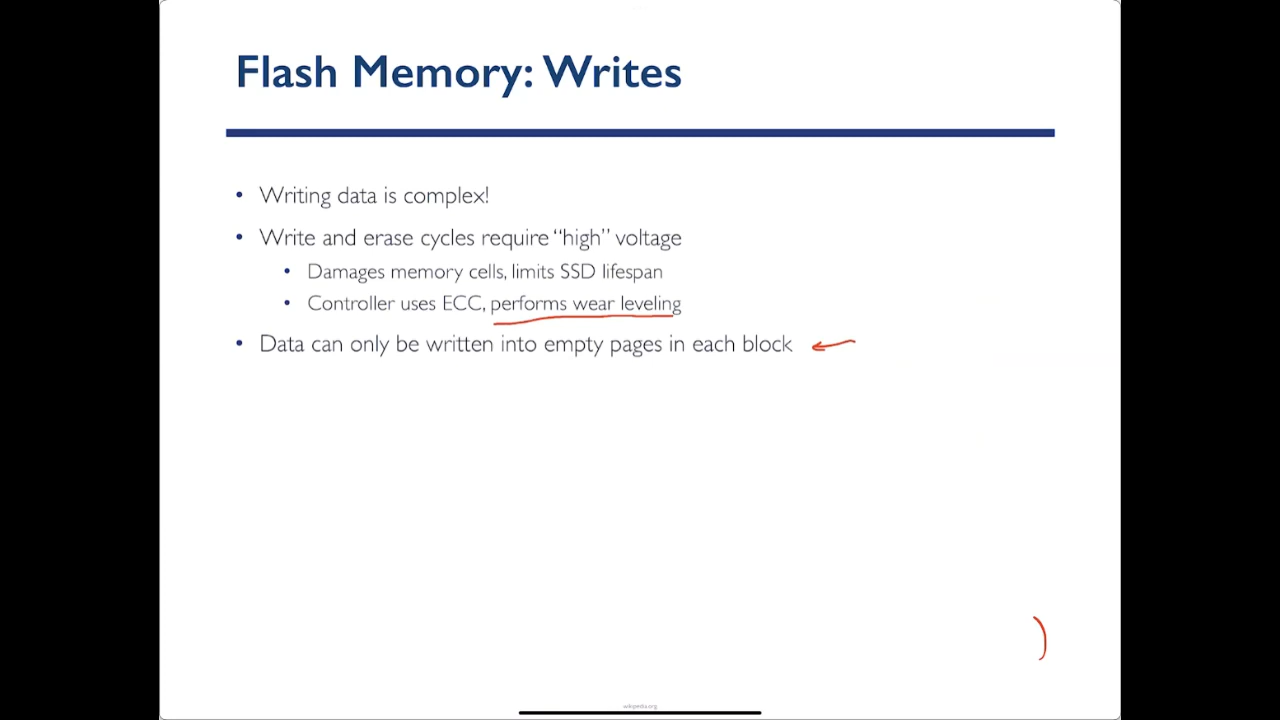 Flash Memory: Writes
• Writing data is complex!
• Write and erase cycles require “high” voltage
• Damages memory cells, limits SSD lifespan
• Controller uses ECC, performs wear leveling
• Data can only be written into empty pages in each block
wikipedia.org